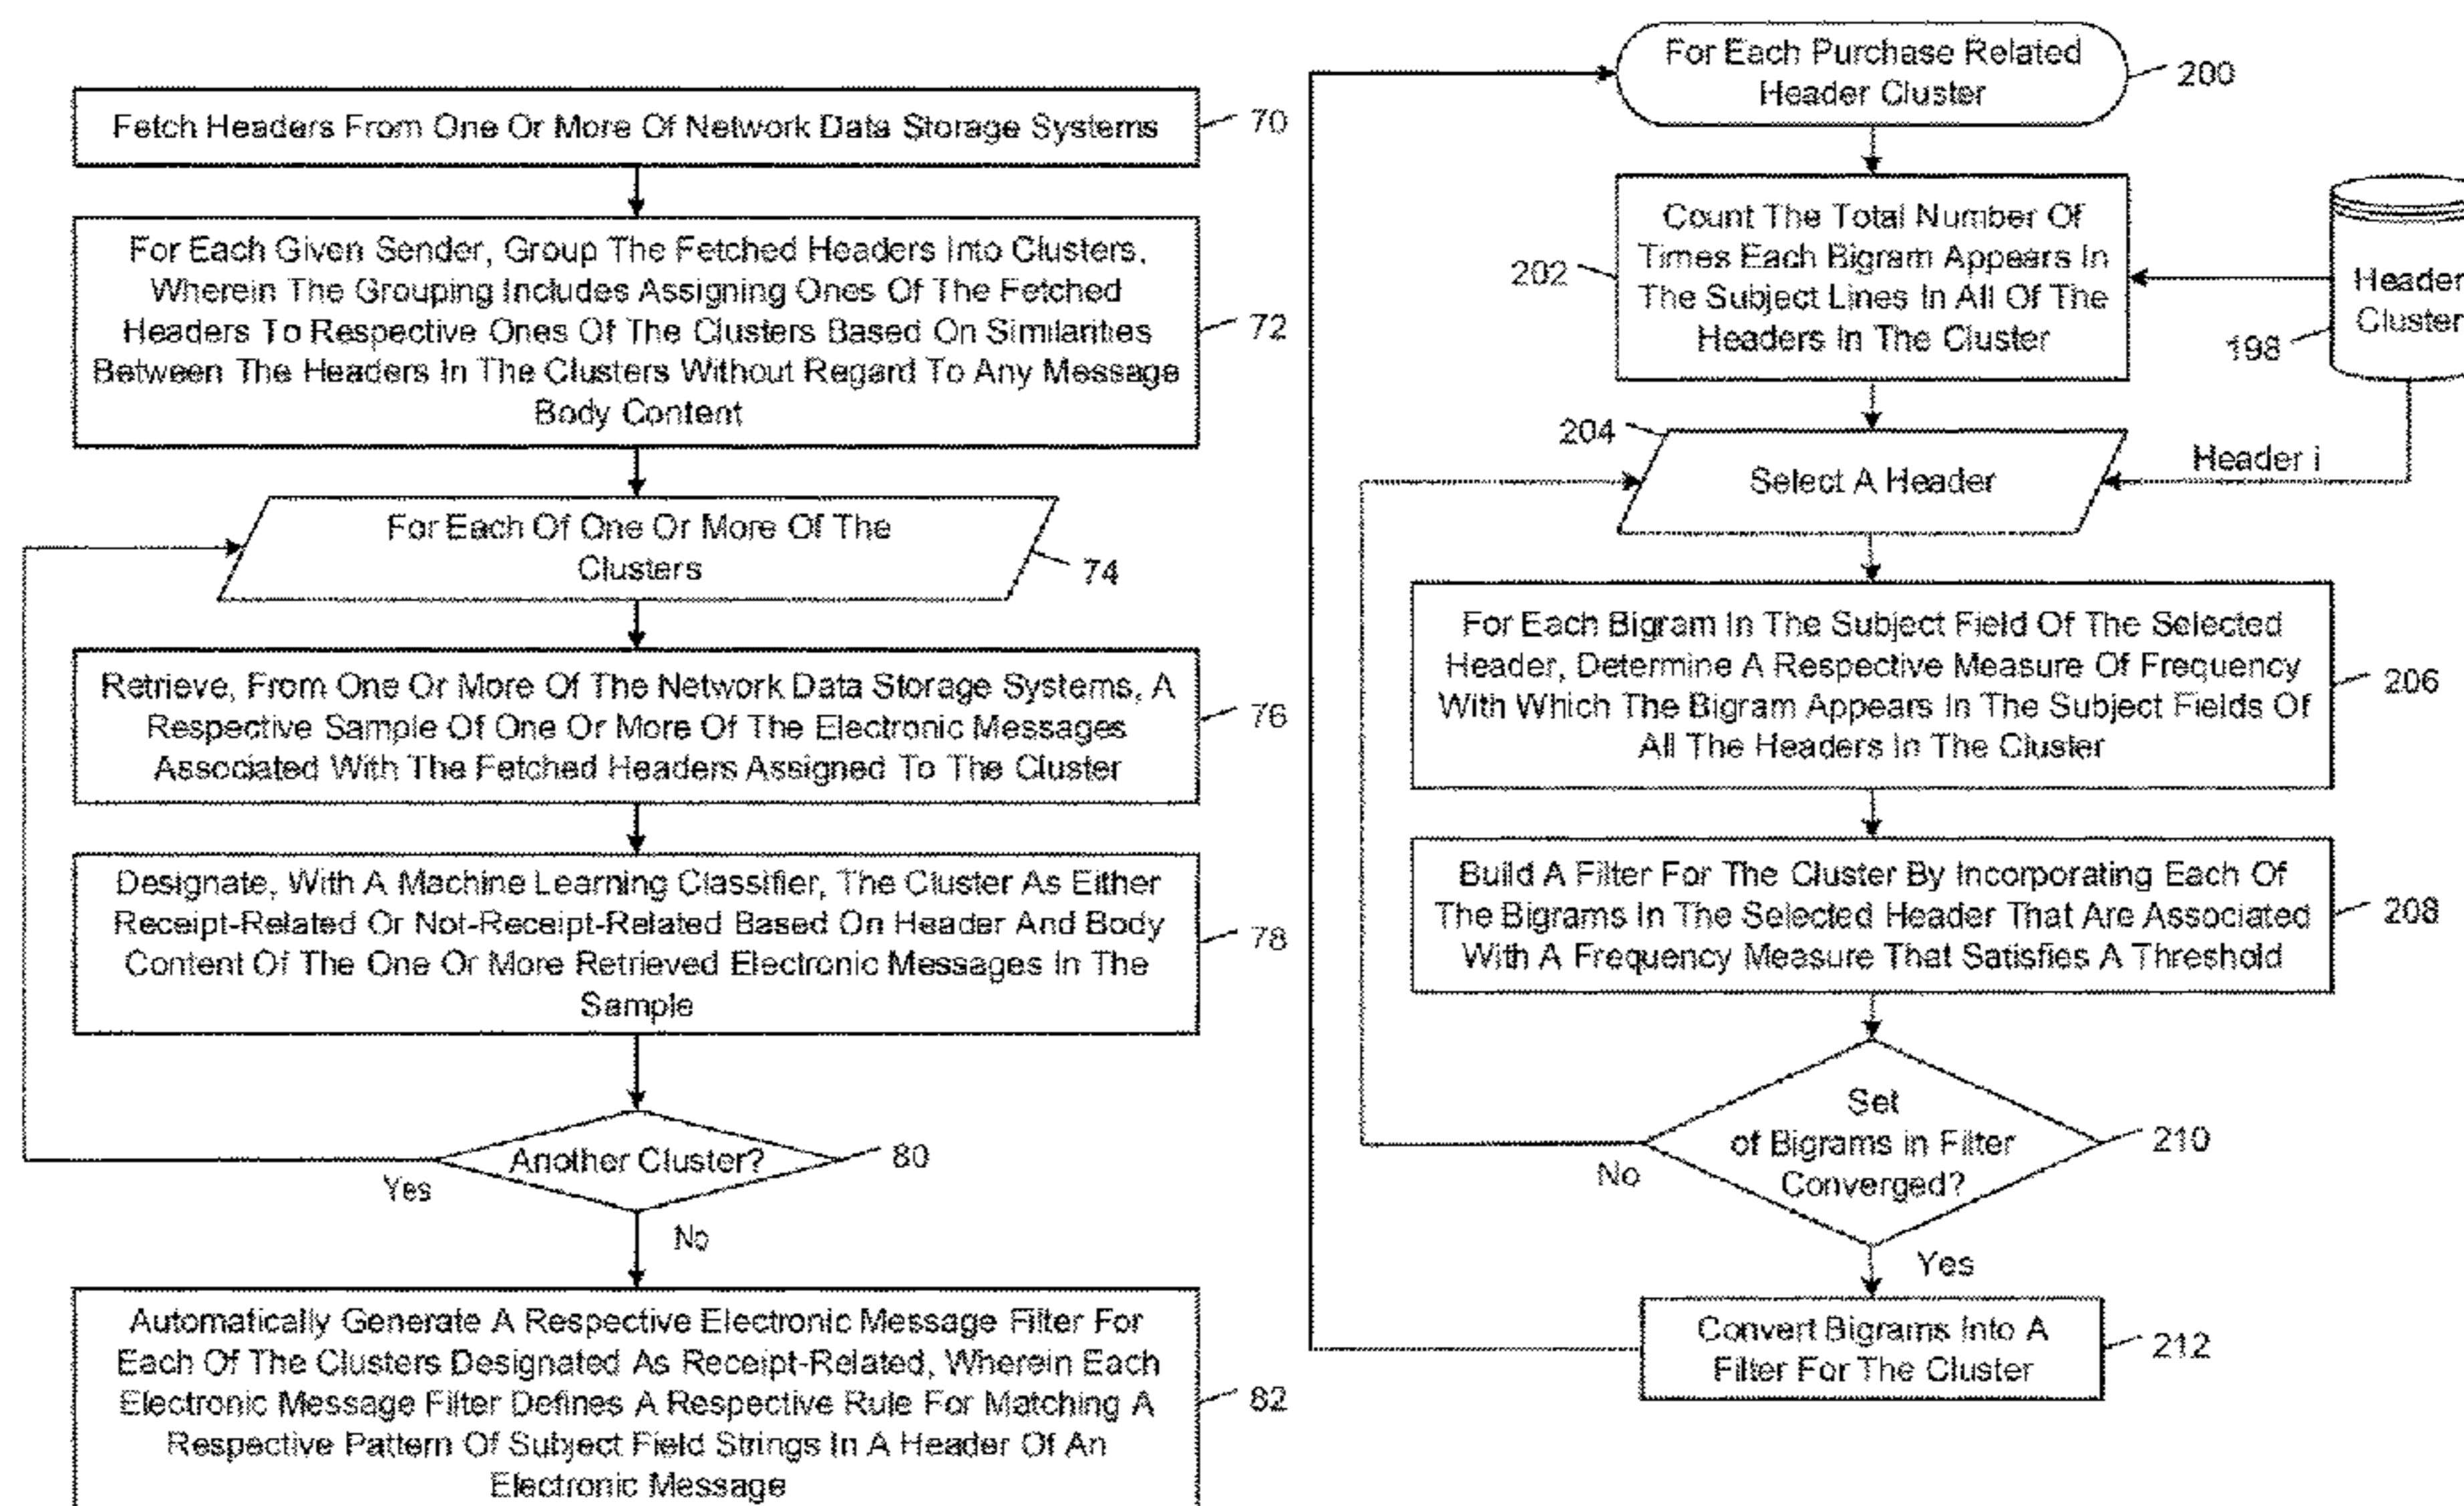 Fetch Headers From One Or More Of Network Data Storage Systems
70
For Each Given Sender, Group The Fetched Headers Into Clusters,
Wherein The Grouping Includes Assigning Ones Of The Fetched
Headers To Respective Ones Of The Clusters Based On Similarities
Between The Headers In The Clusters Without Regard To Any Message
Body Content
72
For Each Of One Or More Of The
Clusters
74
Retrieve, From One Or More Of The Network Data Storage Systems, A
Respective Sample Of One Or More Of The Electronic Messages
Associated With The Fetched Headers Assigned To The Cluster
76
Designate, With A Machine Learning Classifier, The Cluster As Either
Receipt-Related Or Not-Receipt-Related Based On Header And Body
Content Of The One Or More Retrieved Electronic Messages In The
Sample
78
Another Cluster?
80
Yes
No
Automatically Generate A Respective Electronic Message Filter For
Each Of The Clusters Designated As Receipt-Related, Wherein Each
Electronic Message Filter Defines A Respective Rule For Matching A
Respective Pattern Of Subject Field Strings In A Header Of An
Electronic Message
82
For Each Purchase Related
Header Cluster
200
Count The Total Number Of
Times Each Bigram Appears In
The Subject Lines In All Of The
Headers In The Cluster
202
Header
Cluster
198
204
Select A Header
Header i
For Each Bigram In The Subject Field Of The Selected
Header, Determine A Respective Measure Of Frequency
With Which The Bigram Appears In The Subject Fields Of
All The Headers In The Cluster
206
Build A Filter For The Cluster By Incorporating Each Of
The Bigrams In The Selected Header That Are Associated
With A Frequency Measure That Satisfies A Threshold
208
Set
of Bigrams in Filter
Converged?
210
No
Yes
Convert Bigrams Into A
Filter For The Cluster
212